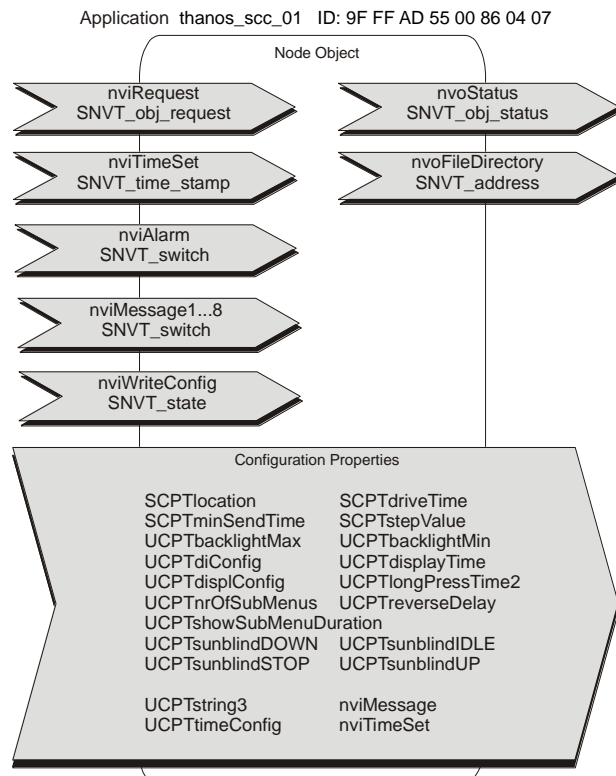 Application thanos_scc_01 ID: 9F FF AD 55 00 86 04 07
Node Object
nviRequest
SNVT_obj_request
nvoStatus
SNVT_obj_status
nviTimeSet
SNVT_time_stamp
nvoFileDirectory
SNVT_address
nviAlarm
SNVT_switch
nviMessage1...8
SNVT_switch
nviWriteConfig
SNVT_state
Configuration Properties
SCPTlocation SCPTdriveTime
SCPTminSendTime SCPTstepValue
UCPTbacklightMax UCPTbacklightMin
UCPTdiConfig UCPTdisplayTime
UCPTdisplConfig UCPTlongPressTime2
UCPTnrOfSubMenus UCPTreverseDelay
UCPTshowSubMenuDuration
UCPTsunblindDOWN UCPTsunblindIDLE
UCPTsunblindSTOP UCPTsunblindUP
UCPTstring3 nviMessage
UCPTtimeConfig nviTimeSet